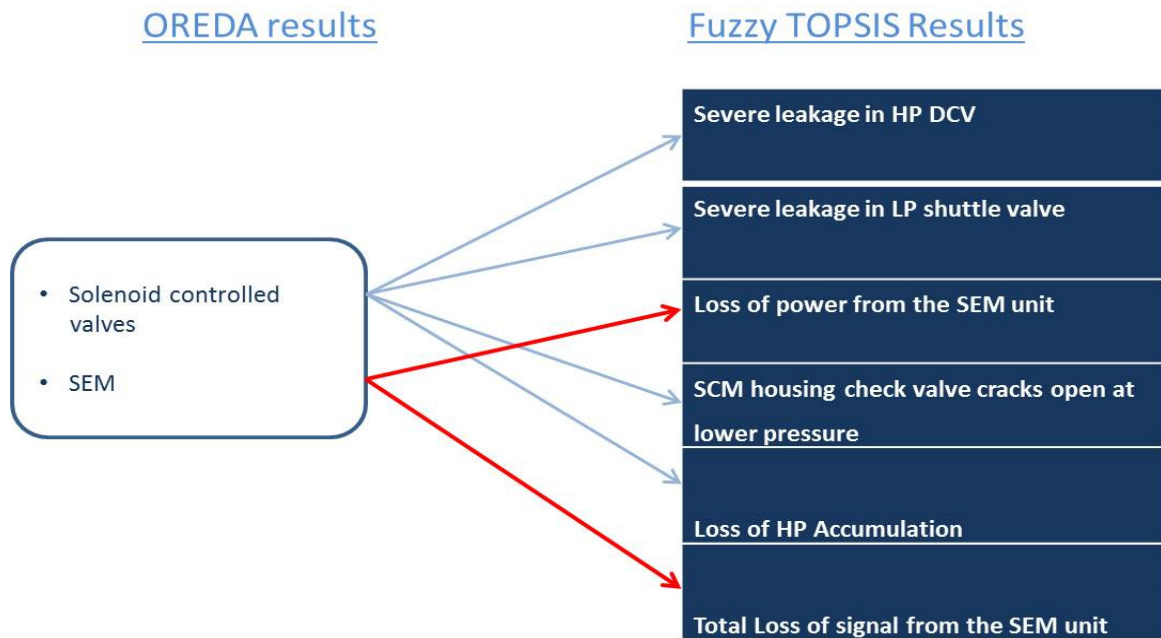 OREDA results
Fuzzy TOPSIS Results
• Solenoid controlled
valves
• SEM
Severe leakage in HP DCV
Severe leakage in LP shuttle valve
Loss of power from the SEM unit
SCM housing check valve cracks open at
lower pressure
Loss of HP Accumulation
Total Loss of signal from the SEM unit